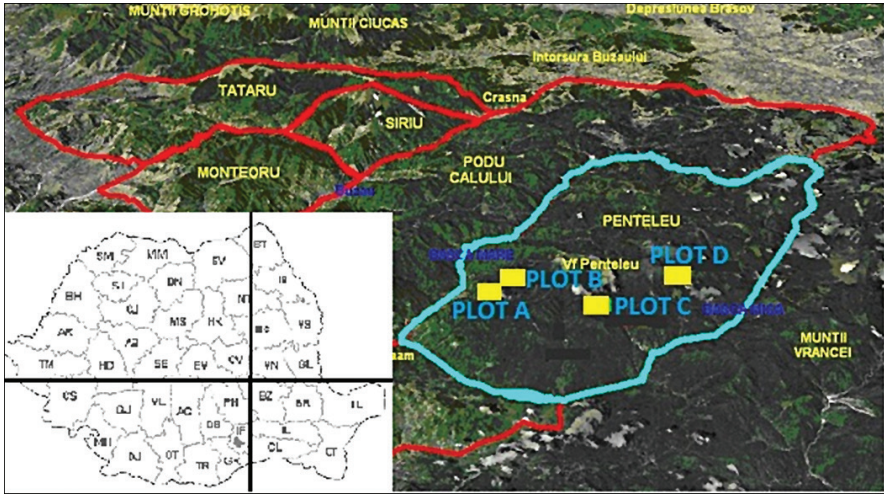 MUNTII GROHOTIS
MUNTII CIUCAS
Depresiunea Brasov
Intorsura Buzaului
TATARU
Crasna
SIRIU
MONTEORU
PODU
CALULUI
PENTELEU
Vf Penteleu
PLOT D
PLOT B
PLOT A
PLOT C
MUNTII
VRANCEI
SM
MM
SV
BT
SJ
BN
IS
BH
NT
CJ
MS
HR
VS
AR
AB
BC
TM
HD
SB
CV
VN
GL
CS
GJ
VL
AG
PH
BZ
BR
TL
DB
IF
IL
MH
DJ
OT
TR
GR
CL
CT